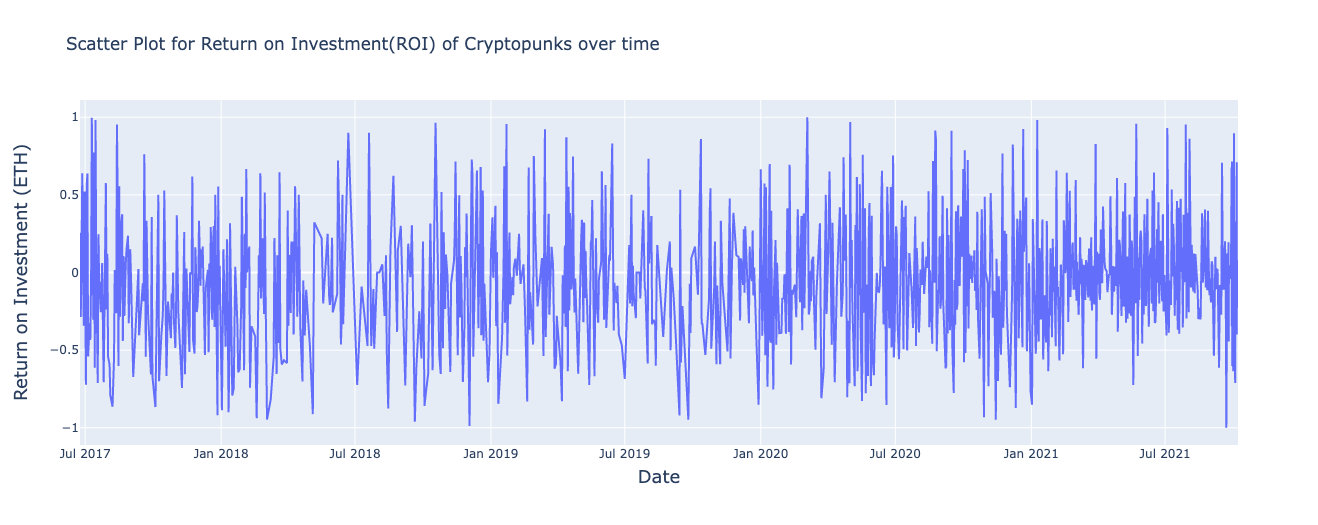 Scatter Plot for Return on Investment(ROI) of Cryptopunks over time
Return on Investment (ETH)
1
0.5
0
−0.5
−1
Jul 2017
Jan 2018
Jul 2018
Jan 2019
Jul 2019
Jan 2020
Jul 2020
Jan 2021
Jul 2021
Date